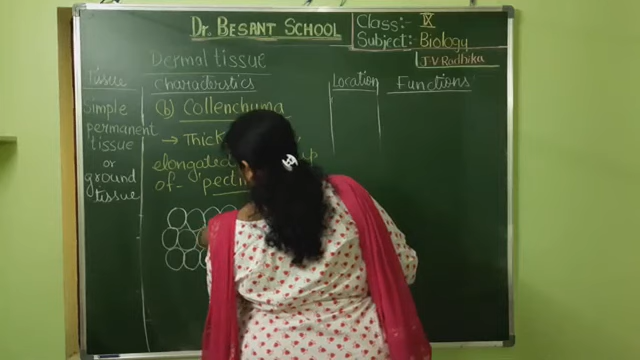 Dr. BESANT SCHOOL
Class:- IX
Subject:- Biology
J.V Radhika
Dermal tissue
Tissue
Characterstics
Location
Functions
Simple
permanent
tissue
or
ground
tissue
(b) Collenchyma
→ Thick
elongated
of- pectin